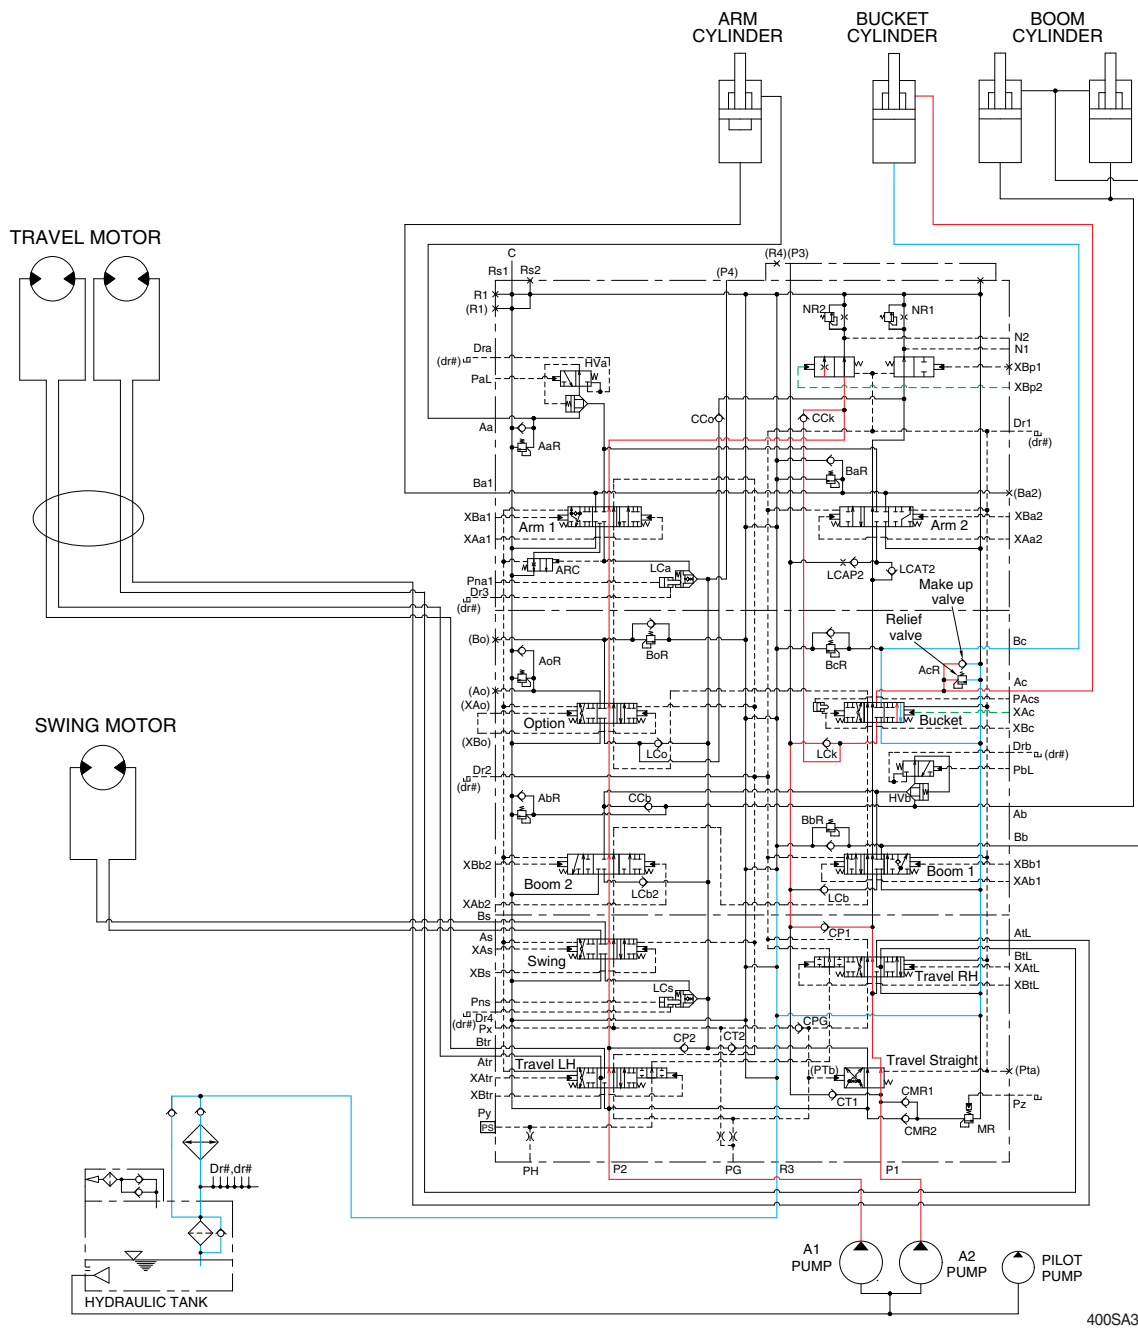 ARM
CYLINDER
BUCKET
CYLINDER
BOOM
CYLINDER
TRAVEL MOTOR
C
Rs1
Rs2
(P4)
(R4)(P3)
R1
(R1)
NR2
NR1
N2
N1
Dra
(dr#)
HVa
PaL
XBp1
XBp2
CCo
CCk
Aa
AaR
Dr1
(dr#)
BaR
Ba1
(Ba2)
XBa1
Arm 1
Arm 2
XBa2
XAa1
XAa2
ARC
LCa
LCAP2
LCAT2
Pna1
Dr3
(dr#)
Make up
valve
Relief
valve
(Bo)
BoR
BcR
Bc
AoR
AcR
Ac
(Ao)
PAcs
(XAo)
Option
Bucket
XAc
XBc
SWING MOTOR
(XBo)
LCo
LCk
Drb
(dr#)
Dr2
(dr#)
PbL
HVb
AbR
CCb
Ab
BbR
Bb
XBb2
Boom 2
Boom 1
XBb1
XAb1
LCb2
LCb
XAb2
Bs
CP1
AtL
As
XAs
Swing
BtL
XAtL
Travel RH
XBs
XBtL
LCs
Pns
Dr4
(dr#)
Px
CPG
Btr
CP2
CT2
Atr
Travel LH
(PTb)
Travel Straight
XAtr
(Pta)
XBtr
CT1
CMR1
Pz
Py
PS
CMR2
MR
PH
P2
PG
R3
P1
Dr#,dr#
HYDRAULIC TANK
A1
PUMP
A2
PUMP
PILOT
PUMP
400SA3